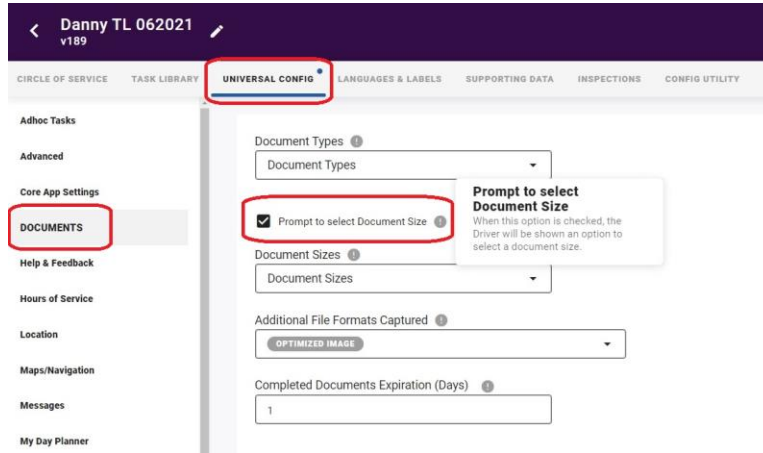 Danny TL 062021
v189
CIRCLE OF SERVICE TASK LIBRARY UNIVERSAL CONFIG LANGUAGES & LABELS SUPPORTING DATA INSPECTIONS CONFIG UTILITY
Adhoc Tasks
Advanced
Core App Settings
DOCUMENTS
Help & Feedback
Hours of Service
Location
Maps/Navigation
Messages
My Day Planner
Document Types
Document Types
Prompt to select Document Size
Prompt to select
Document Size
When this option is checked, the
Driver will be shown an option to
select a document size.
Document Sizes
Document Sizes
Additional File Formats Captured
OPTIMIZED IMAGE
Completed Documents Expiration (Days)
1